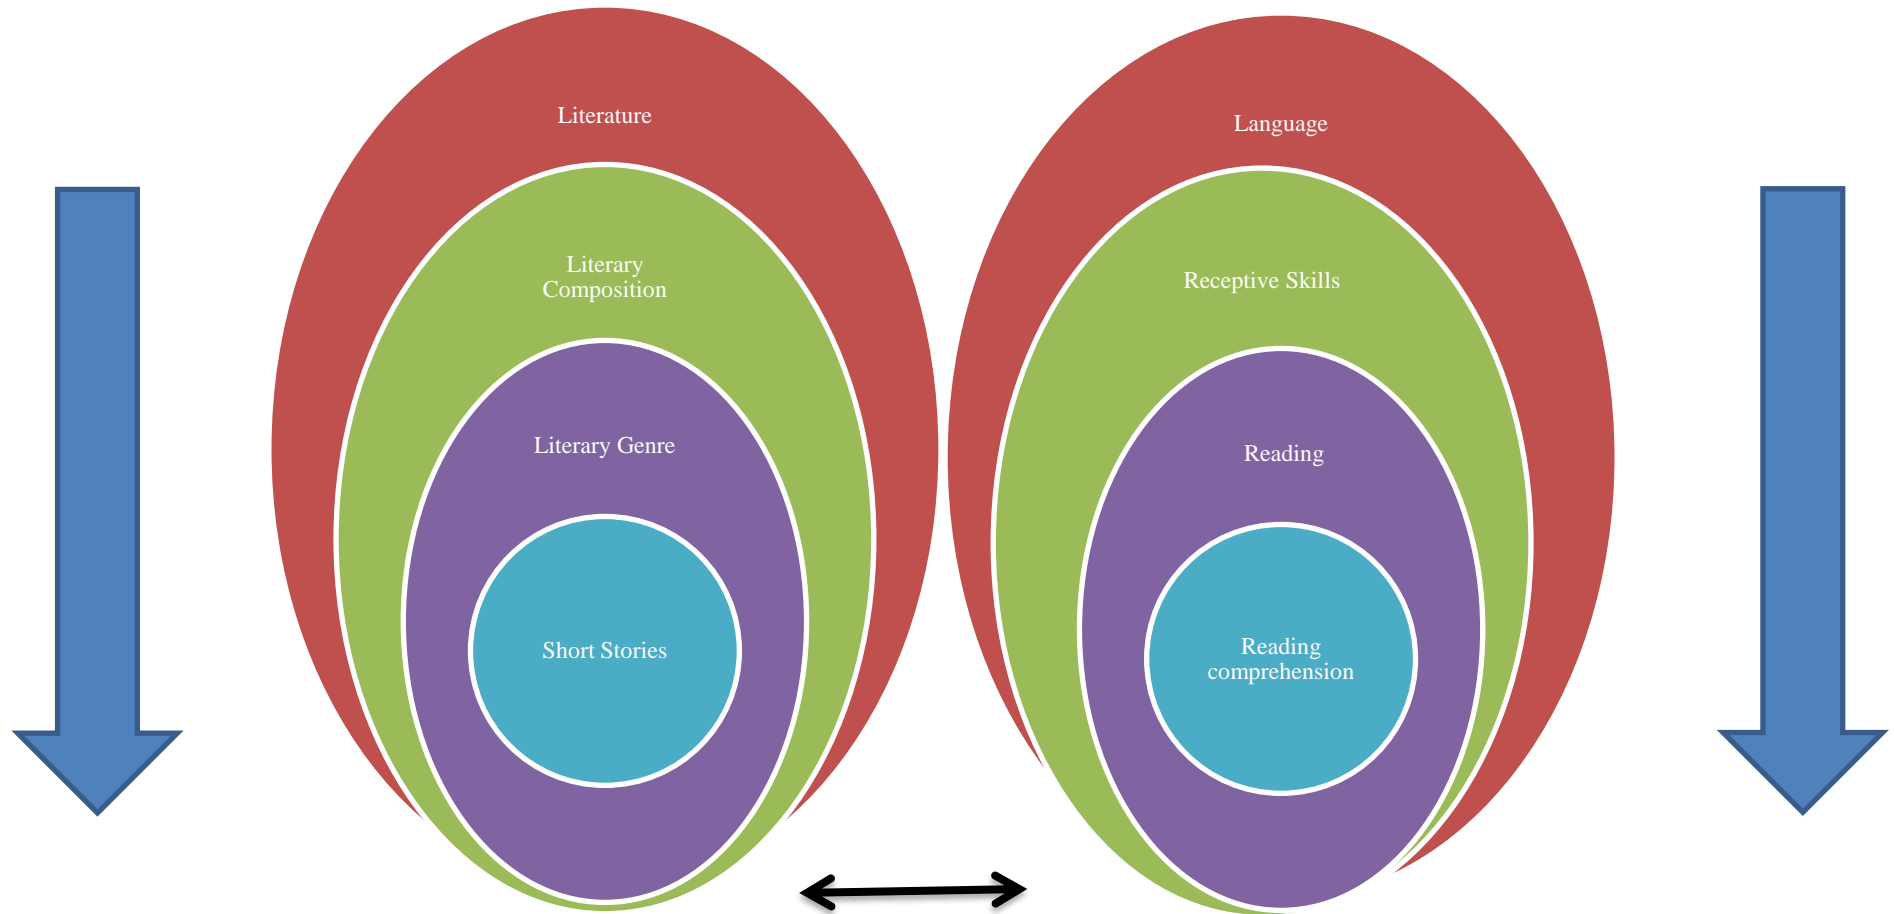 Literature
Literary
Composition
Literary Genre
Short Stories
Language
Receptive Skills
Reading
Reading
comprehension